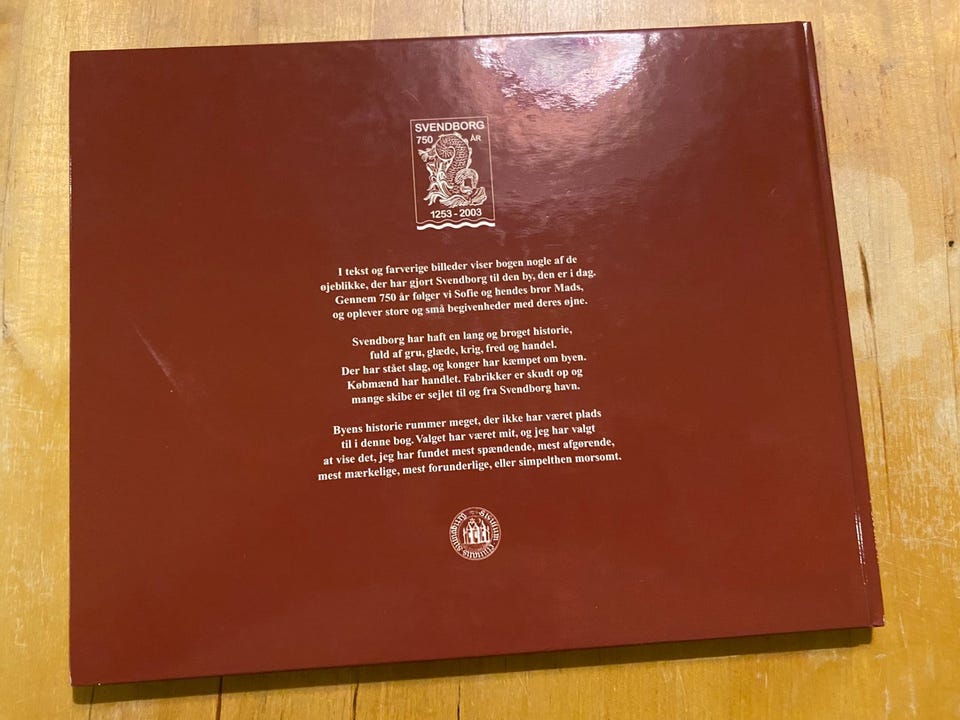 SVENDBORG
750 ÅR
1253 - 2003
I tekst og farverige billeder viser bogen nogle af de
øjeblikke, der har gjort Svendborg til den by, den er i dag.
Gennem 750 år følger vi Sofie og hendes bror Mads,
og oplever store og små begivenheder med deres øjne.
Svendborg har haft en lang og broget historie,
fuld af gru, glæde, krig, fred og handel.
Der har stået slag, og konger har kæmpet om byen.
Købmænd har handlet. Fabrikker er skudt op og
mange skibe er sejlet til og fra Svendborg havn.
Byens historie rummer meget, der ikke har været plads
til i denne bog. Valget har været mit, og jeg har valgt
at vise det, jeg har fundet mest spændende, mest afgørende,
mest mærkelige, mest forunderlige, eller simpelthen morsomt.